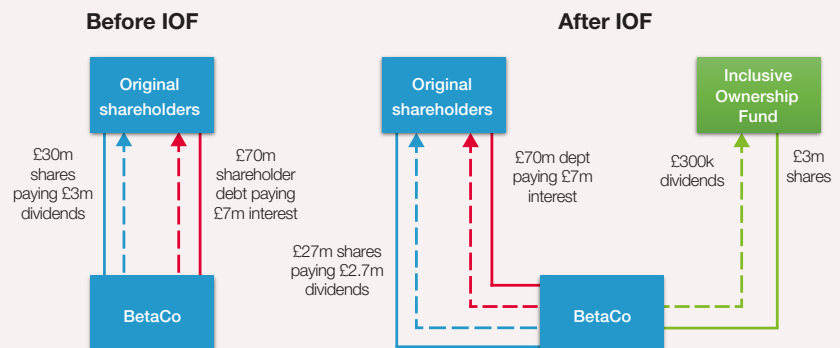 Before IOF
Original
shareholders
£30m
shares
paying £3m
dividends
£70m
shareholder
debt paying
£7m interest
BetaCo
After IOF
Original
shareholders
Inclusive
Ownership
Fund
£70m dept
paying £7m
interest
£300k
dividends
£3m
shares
£27m shares
paying £2.7m
dividends
BetaCo